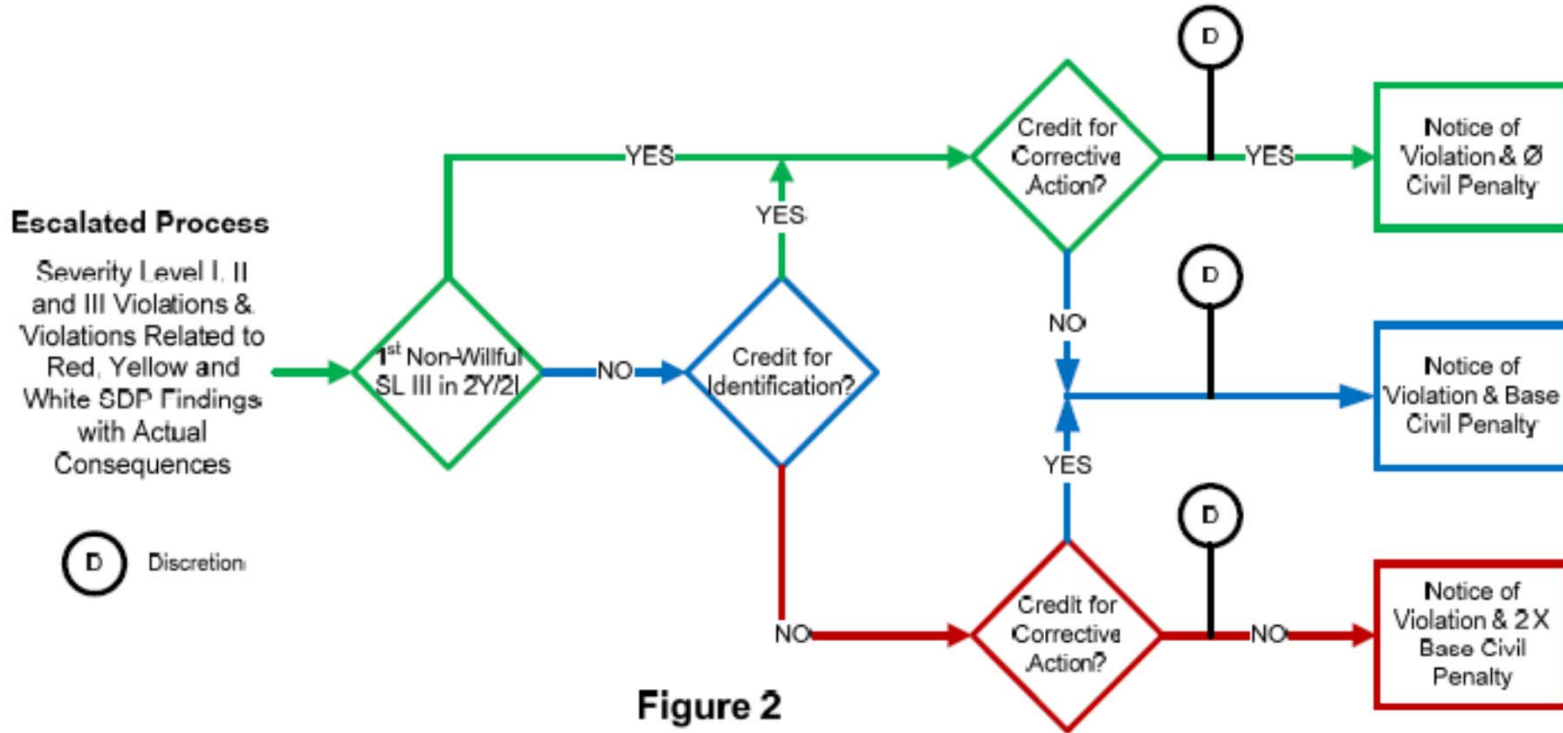 D
Credit for
Corrective
Action?
YES
YES
Notice of
Violation & Ø
Civil Penalty
YES
Escalated Process
Severity Level I, II
and III Violations &
Violations Related to
Red, Yellow and
White SDP Findings
with Actual
Consequences
1st Non-Willful
SL III in 2Y/2I
NO
Credit for
Identification?
D
NO
Notice of
Violation & Base
Civil Penalty
YES
D
Discretion
D
NO
Credit for
Corrective
Action?
NO
Notice of
Violation & 2X
Base Civil
Penalty
Figure 2